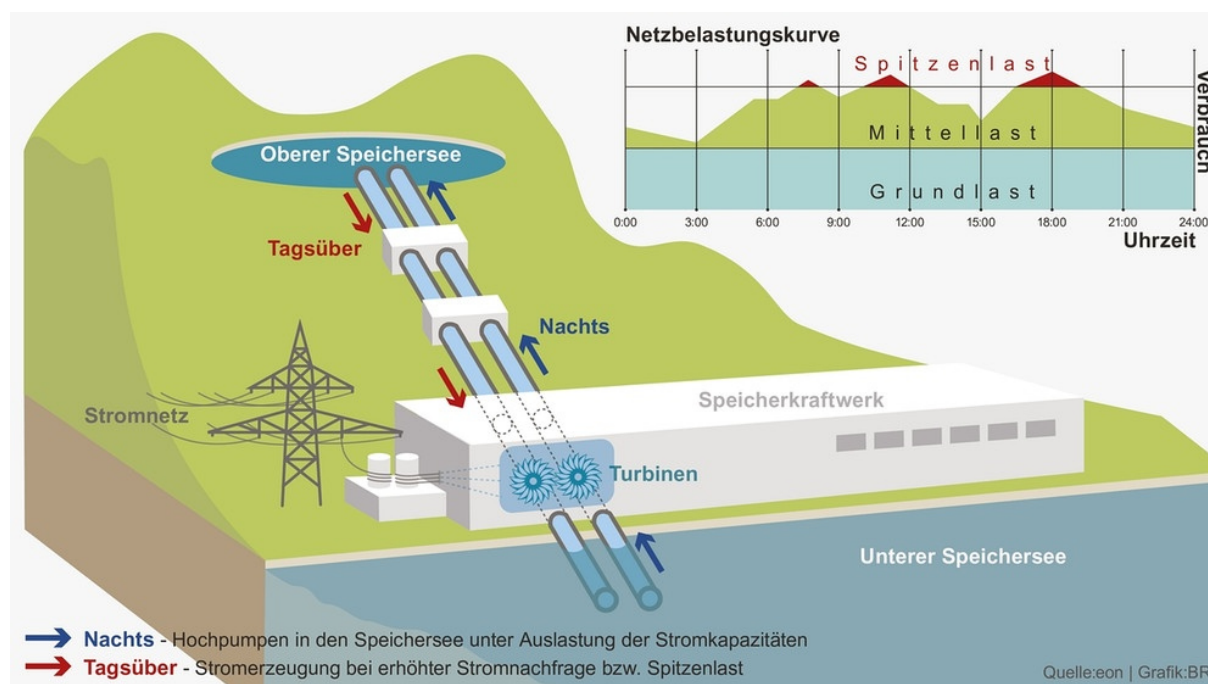 Netzbelastungskurve
Spitzenlast
Mittellast
Grundlast
Verbrauch
0:00 3:00 6:00 9:00 12:00 15:00 18:00 21:00 24:00
Uhrzeit
Oberer Speichersee
Tagsüber
Nachts
Stromnetz
Speicherkraftwerk
Turbinen
Unterer Speichersee
Nachts - Hochpumpen in den Speichersee unter Auslastung der Stromkapazitäten
Tagsüber - Stromerzeugung bei erhöhter Stromnachfrage bzw. Spitzenlast
Quelle:eon | Grafik:BR